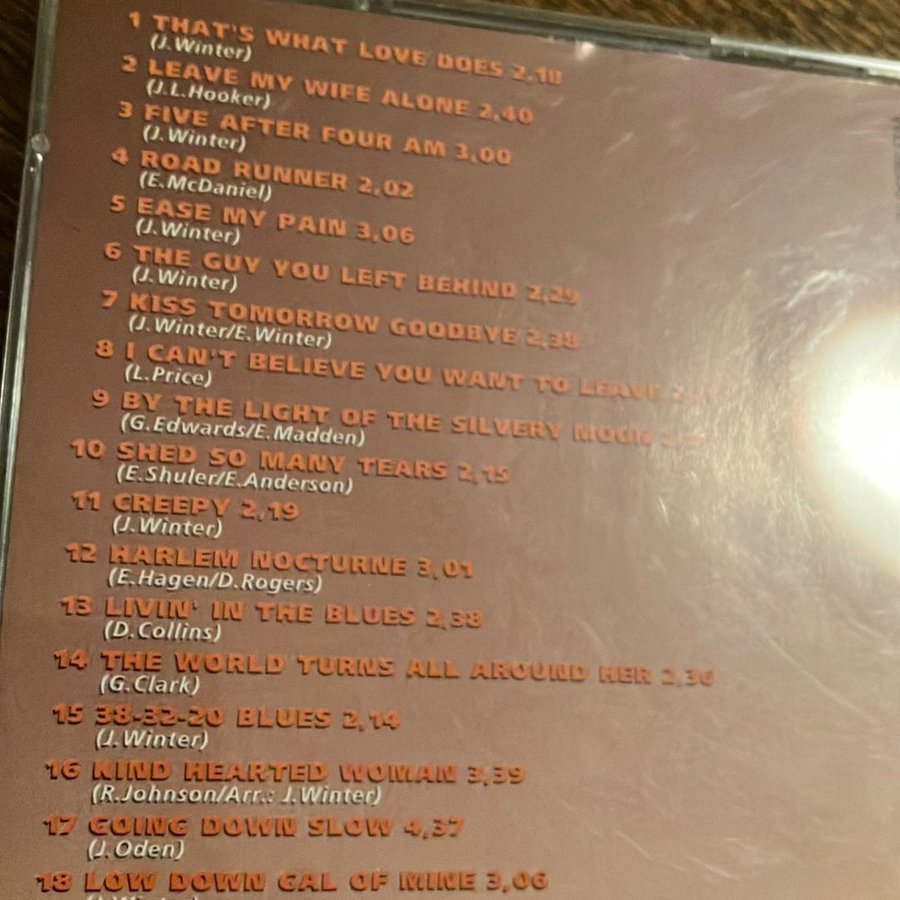 1 THAT'S WHAT LOVE DOES 2,18
(J.Winter)
2 LEAVE MY WIFE ALONE 2,40
(J.L.Hooker)
3 FIVE AFTER FOUR AM 3,00
(J.Winter)
4 ROAD RUNNER 2,02
(E.McDaniel)
5 EASE MY PAIN 3,06
(J.Winter)
6 THE GUY YOU LEFT BEHIND 2,29
(J.Winter)
7 KISS TOMORROW GOODBYE 2,38
(J.Winter/E.Winter)
8 I CAN'T BELIEVE YOU WANT TO LEAVE
(L.Price)
9 BY THE LIGHT OF THE SILVERY MOON
(G.Edwards/E.Madden)
10 SHED SO MANY TEARS 2,15
(E.Shuler/E.Anderson)
11 CREEPY 2,19
(J.Winter)
12 HARLEM NOCTURNE 3,01
(E.Hagen/D.Rogers)
13 LIVIN' IN THE BLUES 2,38
(D.Collins)
14 THE WORLD TURNS ALL AROUND HER 2,36
(G.Clark)
15 38-32-20 BLUES 2,14
(J.Winter)
16 KIND HEARTED WOMAN 3,39
(R.Johnson/Arr.: J.Winter)
17 GOING DOWN SLOW 4,37
(J.Oden)
18 LOW DOWN GAL OF MINE 3,06